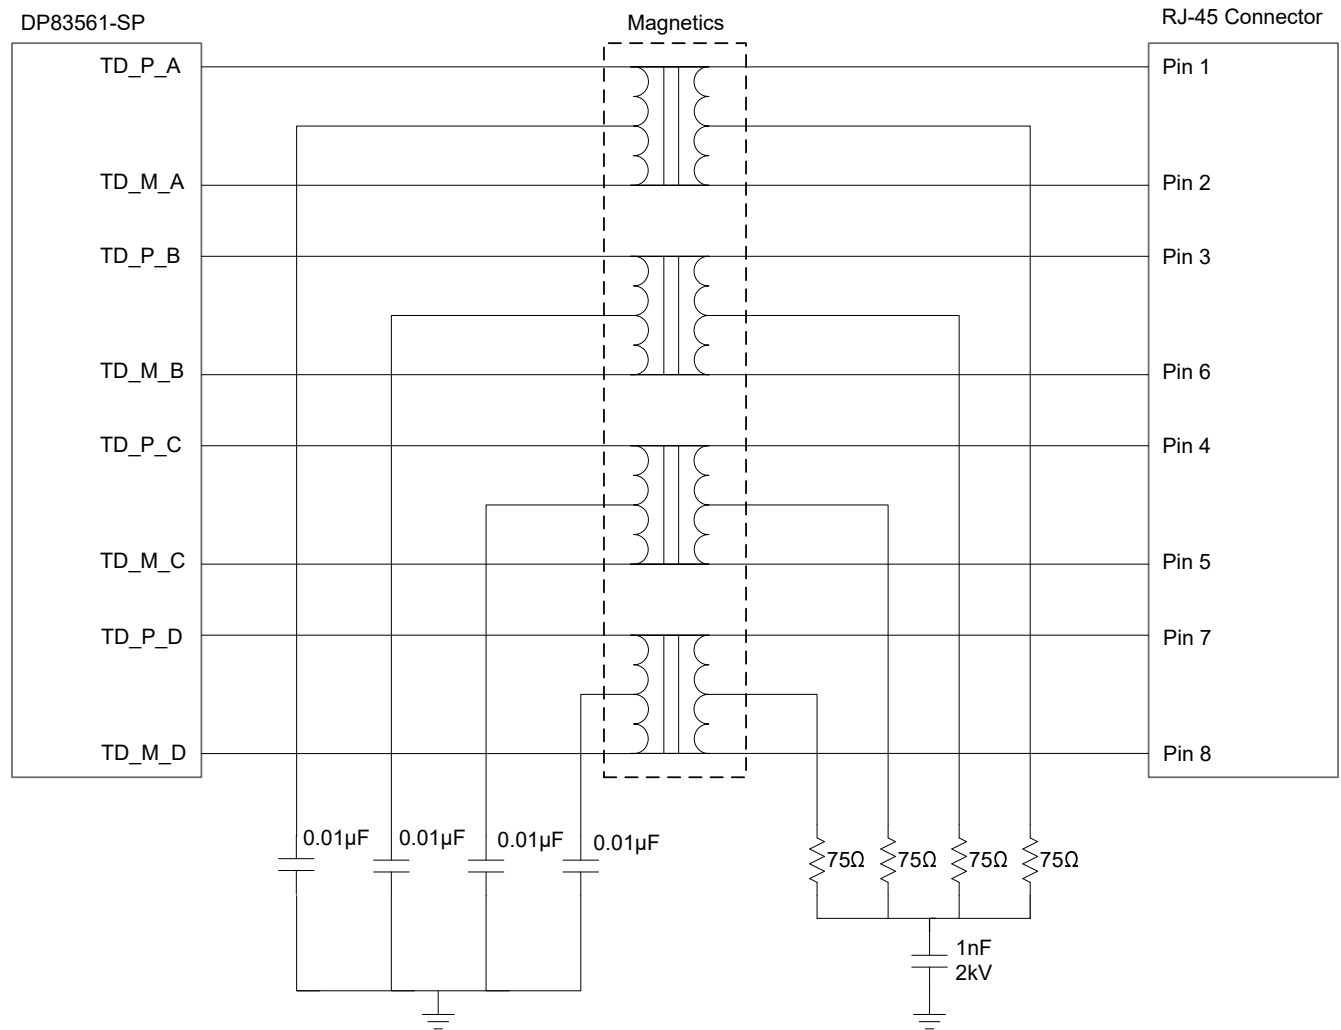 DP83561-SP
Magnetics
RJ-45 Connector
TD_P_A
Pin 1
TD_M_A
Pin 2
TD_P_B
Pin 3
TD_M_B
Pin 6
TD_P_C
Pin 4
TD_M_C
Pin 5
TD_P_D
Pin 7
TD_M_D
Pin 8
0.01µF
0.01µF
0.01µF
0.01µF
75Ω
75Ω
75Ω
75Ω
1nF
2kV